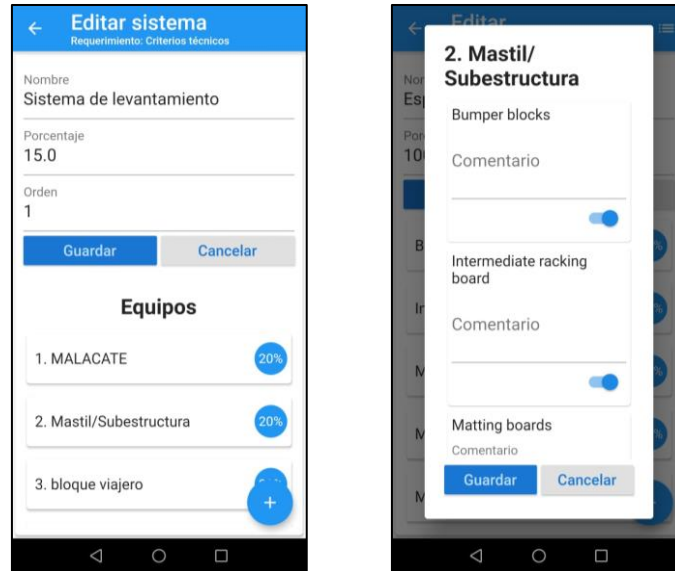 Editar sistema
Requerimiento: Criterios técnicos
Nombre
Sistema de levantamiento
Porcentaje
15.0
Orden
1
Guardar
Cancelar
Equipos
1. MALACATE
20%
2. Mastil/Subestructura
20%
3. bloque viajero
+
Editar
2. Mastil/
Subestructura
Bumper blocks
Comentario
Intermediate racking
board
Comentario
Matting boards
Comentario
Guardar
Cancelar